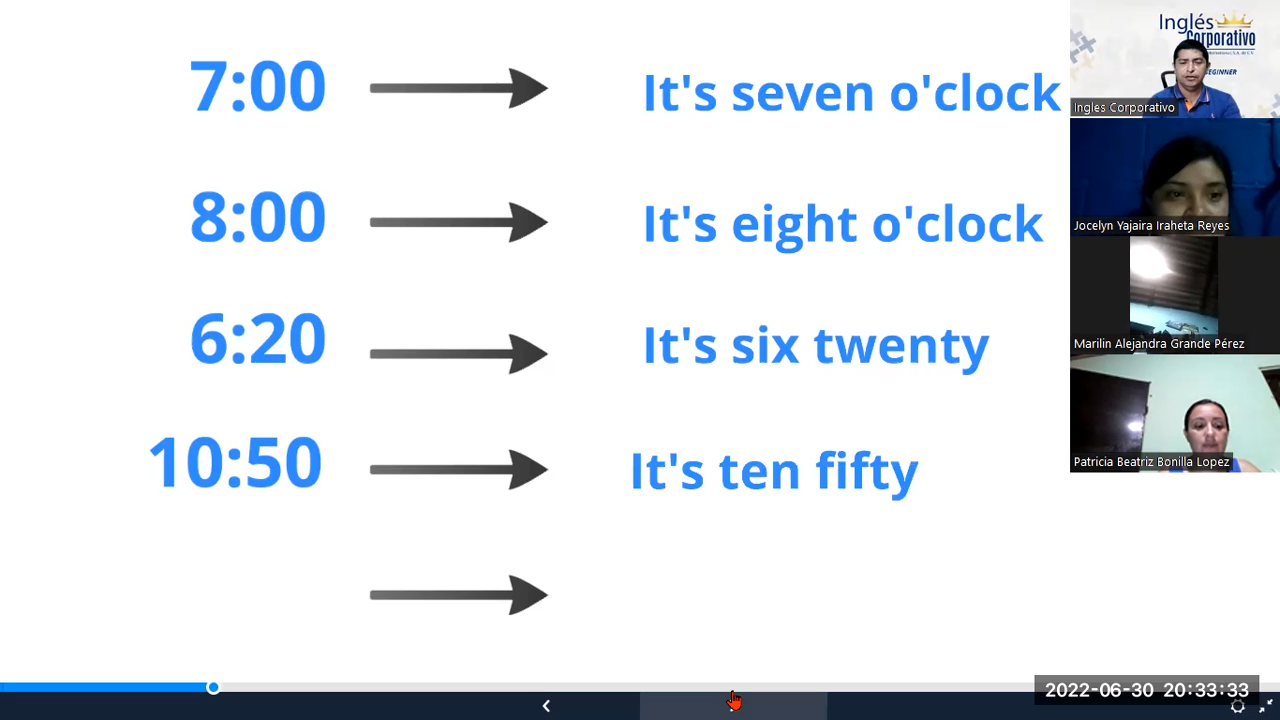 7:00 It's seven o'clock
8:00 It's eight o'clock
6:20 It's six twenty
10:50 It's ten fifty
Inglés
Corporativo
Ingles Corporativo
Jocelyn Yajaira Iraheta Reyes
Marilin Alejandra Grande Pérez
Patricia Beatriz Bonilla Lopez
2022-06-30 20:33:33